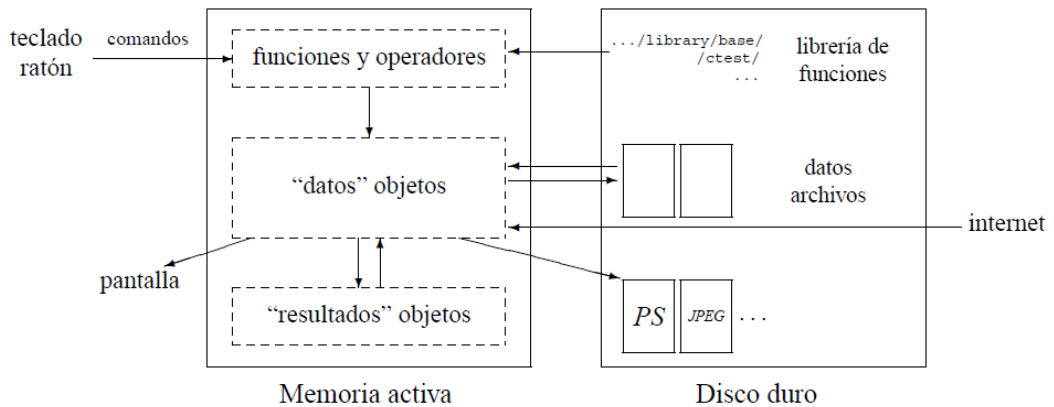 teclado
ratón
comandos
funciones y operadores
.../library/base/
/ctest/
...
librería de
funciones
“datos” objetos
datos
archivos
internet
pantalla
“resultados” objetos
PS
JPEG
...
Memoria activa
Disco duro